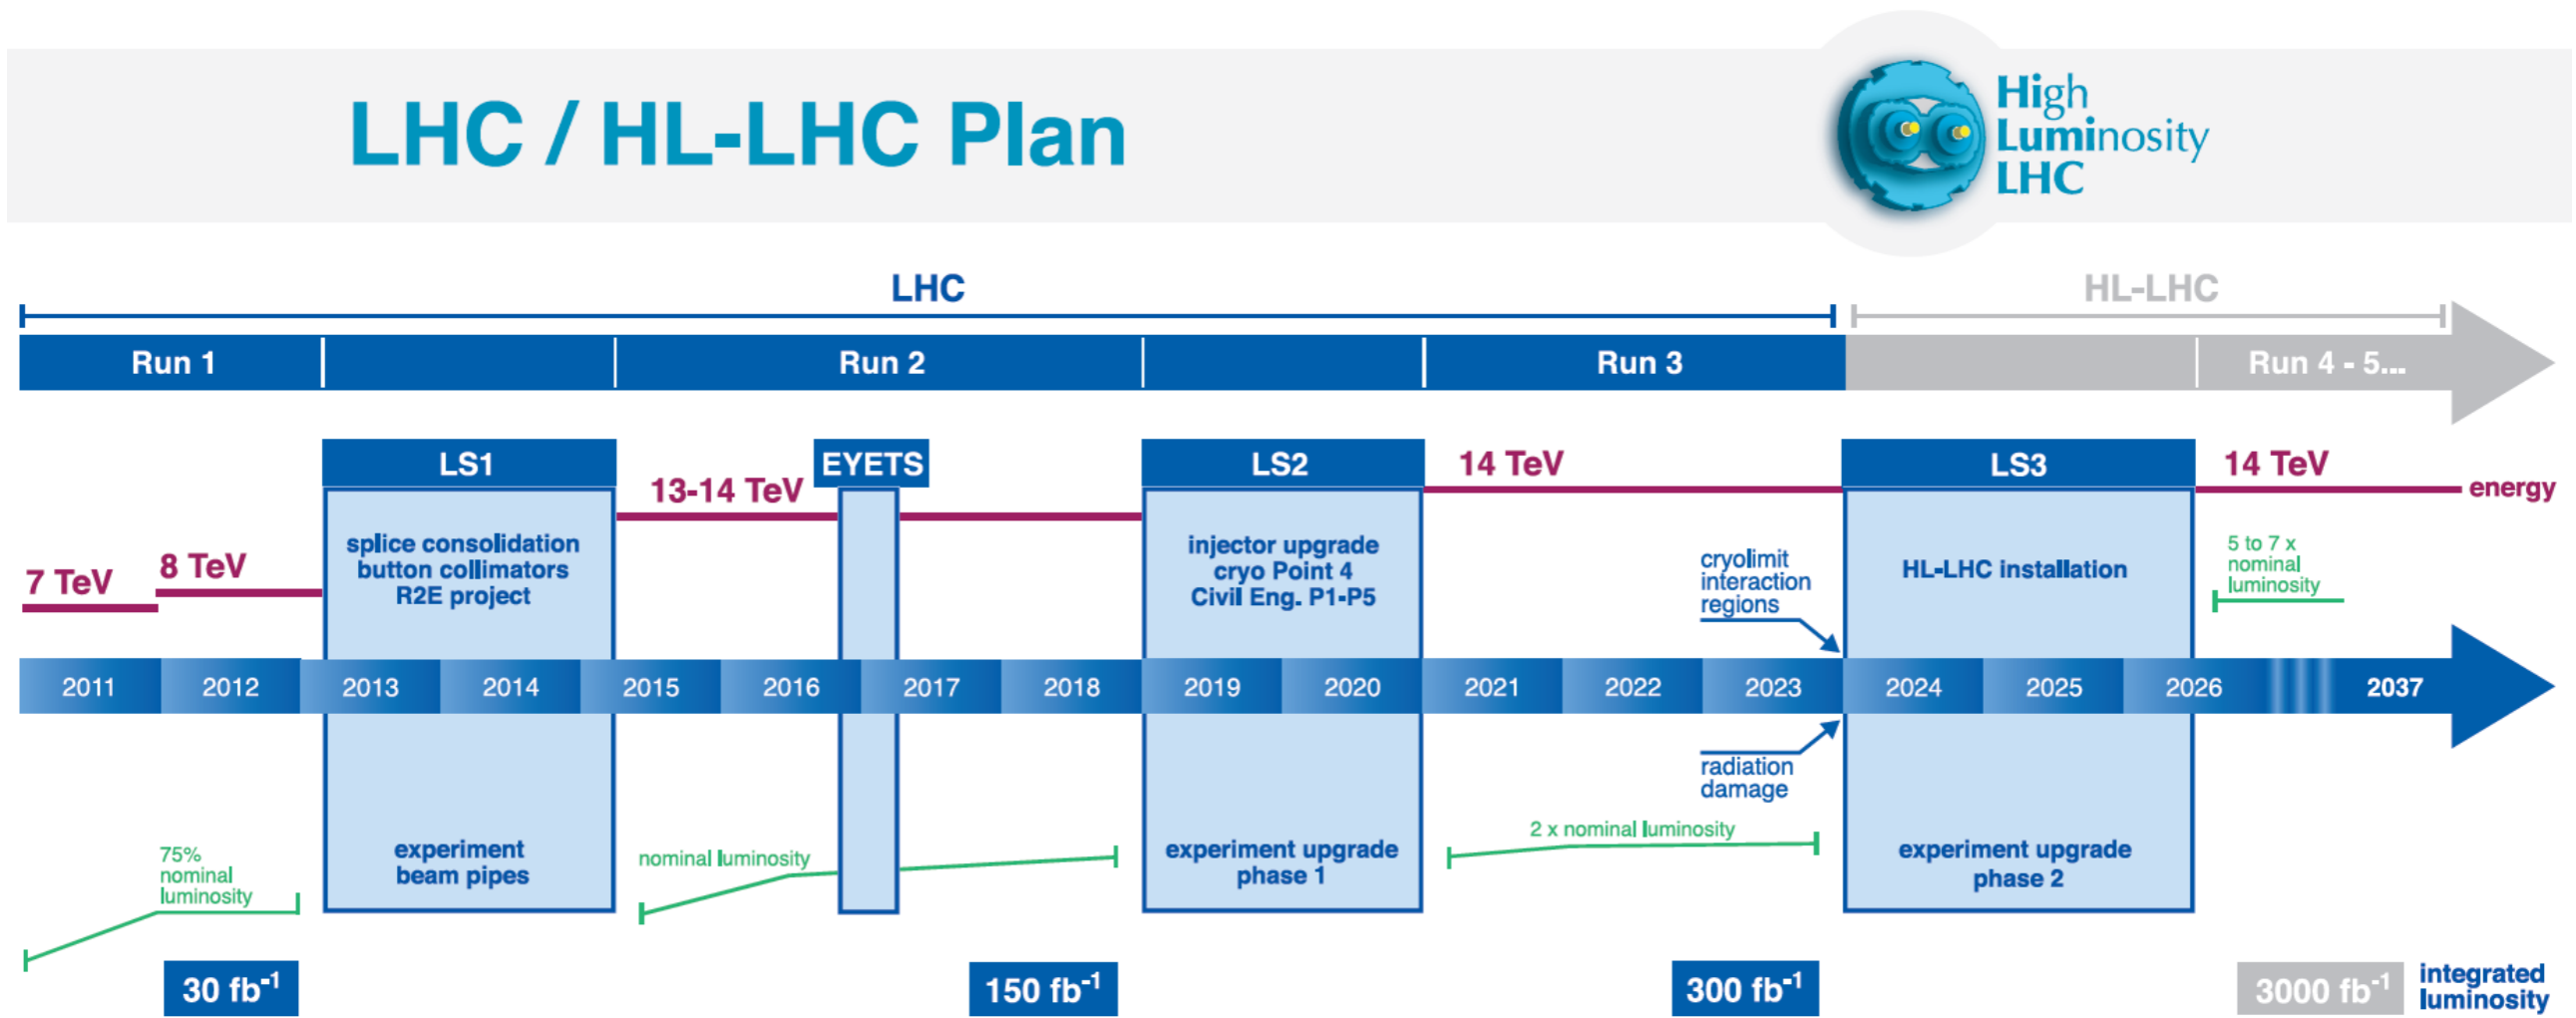 LHC / HL-LHC Plan
High
Luminosity
LHC
LHC
HL-LHC
Run 1
Run 2
Run 3
Run 4 - 5...
LS1
EYETS
LS2
14 TeV
LS3
14 TeV
energy
13-14 TeV
7 TeV
8 TeV
splice consolidation
button collimators
R2E project
injector upgrade
cryo Point 4
Civil Eng. P1-P5
cryolimit
interaction
regions
HL-LHC installation
5 to 7 x
nominal
luminosity
2011
2012
2013
2014
2015
2016
2017
2018
2019
2020
2021
2022
2023
2024
2025
2026
2037
radiation
damage
75%
nominal
luminosity
experiment
beam pipes
nominal luminosity
experiment upgrade
phase 1
2 x nominal luminosity
experiment upgrade
phase 2
30 fb⁻¹
150 fb⁻¹
300 fb⁻¹
3000 fb⁻¹
integrated
luminosity